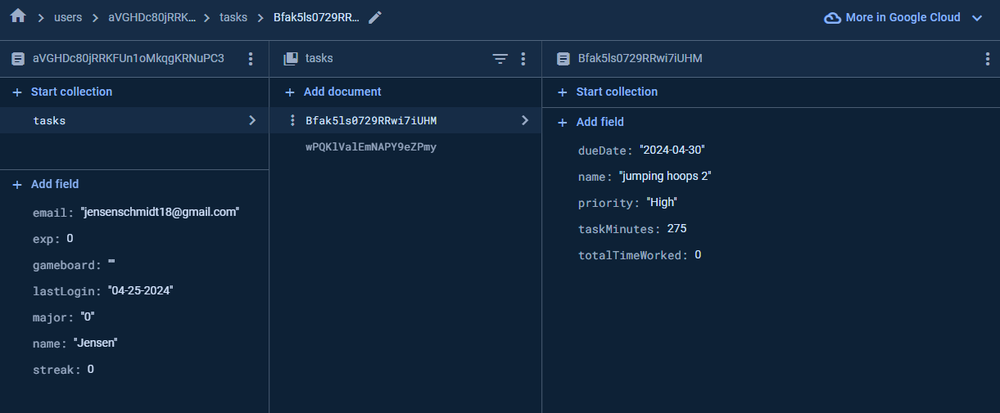 users aVGHDc80jRRK... tasks Bfak5ls0729RR... More in Google Cloud
aVGHDc80jRRKFUn1oMkqgKRNuPC3
+ Start collection
tasks
+ Add field
email: "jensenschmidt18@gmail.com"
exp: 0
gameboard: ""
lastLogin: "04-25-2024"
major: "0"
name: "Jensen"
streak: 0
tasks
+ Add document
Bfak5ls0729RRwi7iUHM
wPQKlValEmNAPY9eZPmy
Bfak5ls0729RRwi7iUHM
+ Start collection
+ Add field
dueDate: "2024-04-30"
name: "jumping hoops 2"
priority: "High"
taskMinutes: 275
totalTimeWorked: 0